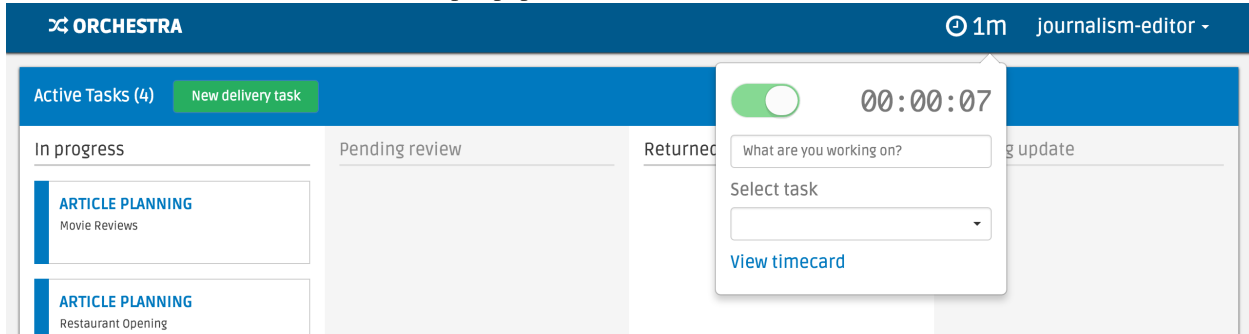 ORCHESTRA
1m
journalism-editor
Active Tasks (4)
New delivery task
00:00:07
In progress
Pending review
Returned
What are you working on?
update
Select task
ARTICLE PLANNING
Movie Reviews
View timecard
ARTICLE PLANNING
Restaurant Opening